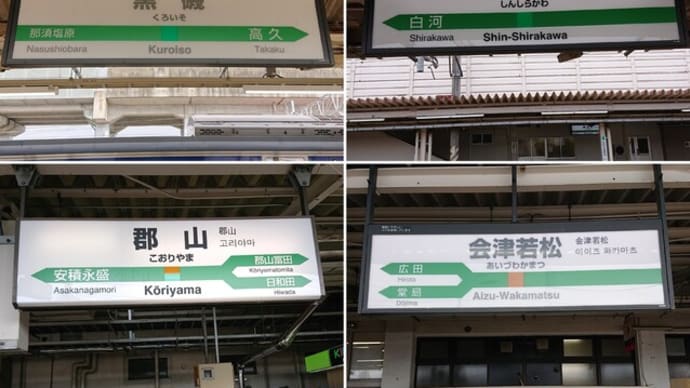 黒磯
くろいそ
那須塩原 高久
Nasushiobara Kuroiso Takaku
しんしらかわ
白河
Shirakawa Shin-Shirakawa
郡山 郡山
고리야마
こおりやま
安積永盛 郡山富田
Kōriyamatomita
日和田
Asakanagamori Kōriyama Hiwada
会津若松 会津若松
아이즈 와카마츠
あいづわかまつ
広田
Hirota
堂島
Dōjima Aizu-Wakamatsu